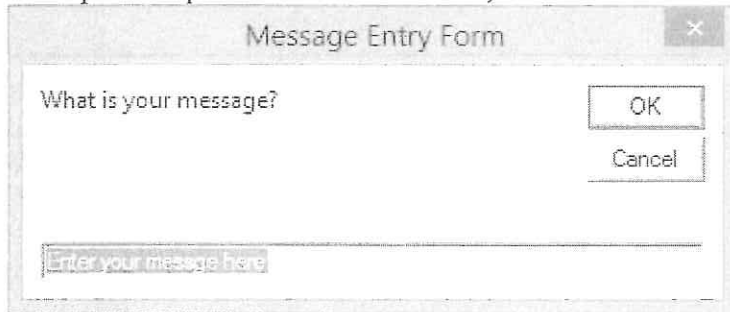 Message Entry Form
What is your message?
OK
Cancel
Enter your message here